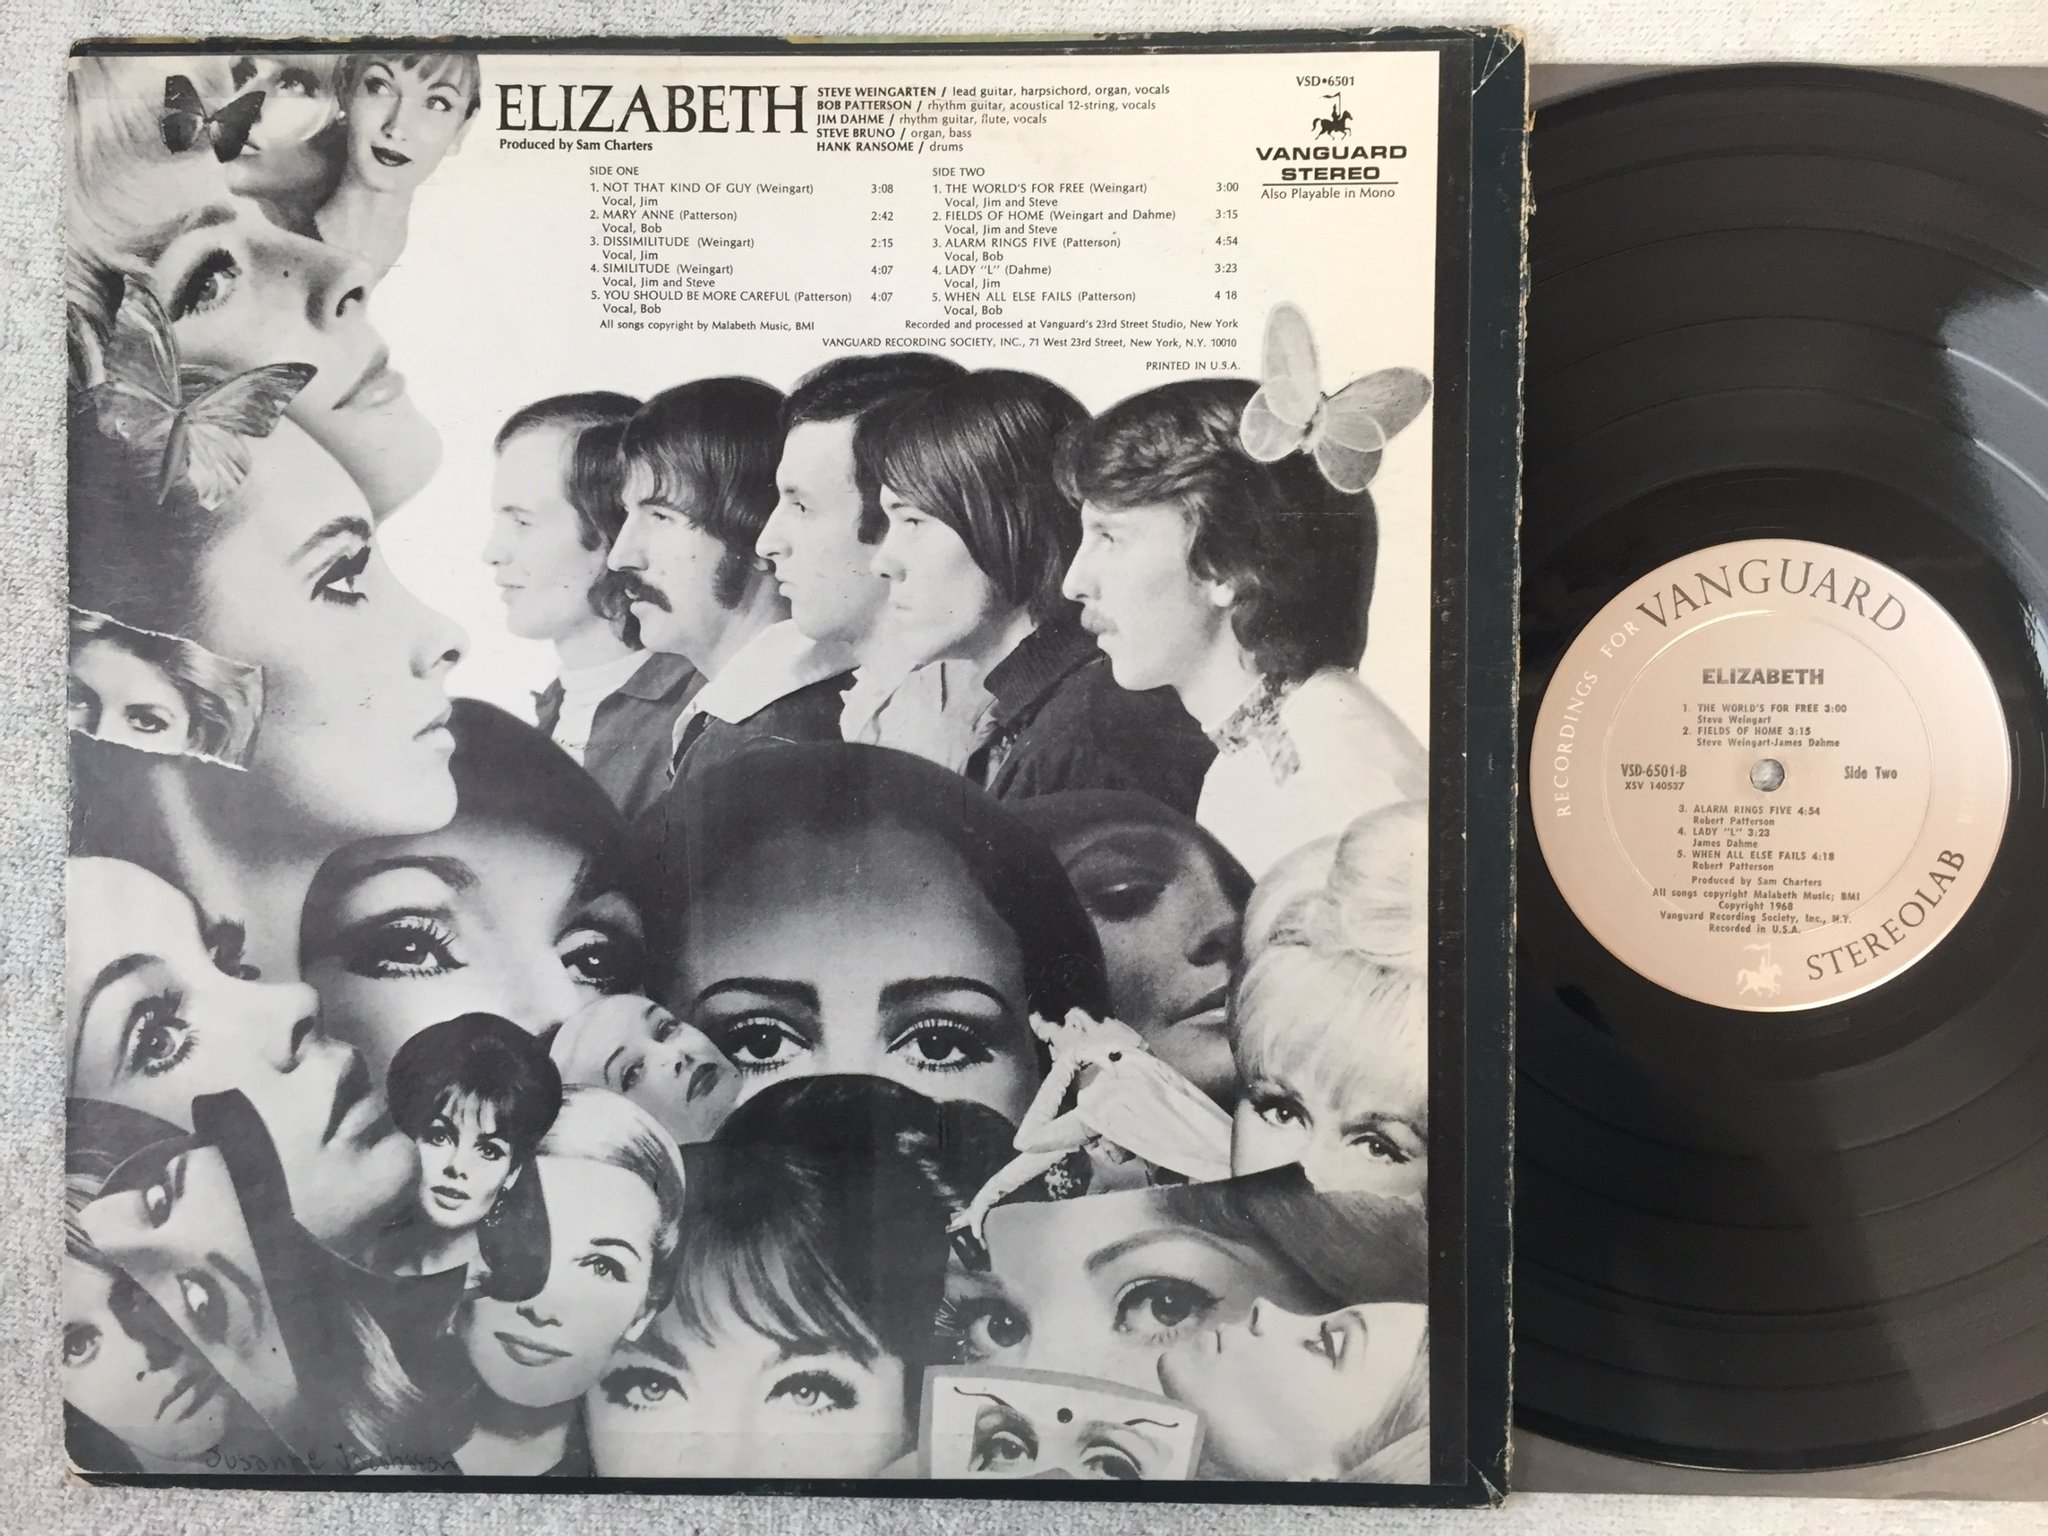 ELIZABETH
Produced by Sam Charters
STEVE WEINGARTEN / lead guitar, harpsichord, organ, vocals
BOB PATTERSON / rhythm guitar, acoustical 12-string, vocals
JIM DAHME / rhythm guitar, flute, vocals
STEVE BRUNO / organ, bass
HANK RANSOME / drums
VSD•6501
VANGUARD
STEREO
Also Playable in Mono
SIDE ONE
1. NOT THAT KIND OF GUY (Weingart) 3:08
Vocal, Jim
2. MARY ANNE (Patterson) 2:42
Vocal, Bob
3. DISSIMILITUDE (Weingart) 2:15
Vocal, Jim
4. SIMILITUDE (Weingart) 4:07
Vocal, Jim and Steve
5. YOU SHOULD BE MORE CAREFUL (Patterson) 4:07
Vocal, Bob
All songs copyright by Malabeth Music, BMI
SIDE TWO
1. THE WORLD'S FOR FREE (Weingart) 3:00
Vocal, Jim and Steve
2. FIELDS OF HOME (Weingart and Dahme) 3:15
Vocal, Jim and Steve
3. ALARM RINGS FIVE (Patterson) 4:54
Vocal, Bob
4. LADY "L" (Dahme) 3:23
Vocal, Jim
5. WHEN ALL ELSE FAILS (Patterson) 4 18
Vocal, Bob
Recorded and processed at Vanguard's 23rd Street Studio, New York
VANGUARD RECORDING SOCIETY, INC., 71 West 23rd Street, New York, N.Y. 10010
PRINTED IN U.S.A.
Susanne Jacobsson
RECORDINGS FOR VANGUARD
ELIZABETH
1. THE WORLD'S FOR FREE 3:00
Steve Weingart
2. FIELDS OF HOME 3:15
Steve Weingart-James Dahme
VSD-6501-B
XSV 140537
Side Two
3. ALARM RINGS FIVE 4:54
Robert Patterson
4. LADY "L" 3:23
James Dahme
5. WHEN ALL ELSE FAILS 4:18
Robert Patterson
Produced by Sam Charters
All songs copyright Malabeth Music; BMI
Copyright 1968
Vanguard Recording Society, Inc., N.Y.
Recorded in U.S.A.
STEREOLAB